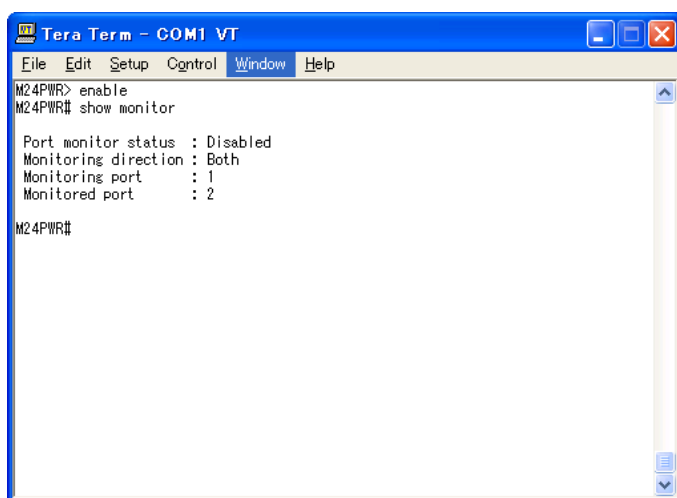 Tera Term - COM1 VT
File Edit Setup Control Window Help
M24PWR> enable
M24PWR# show monitor
Port monitor status : Disabled
Monitoring direction : Both
Monitoring port : 1
Monitored port : 2
M24PWR#